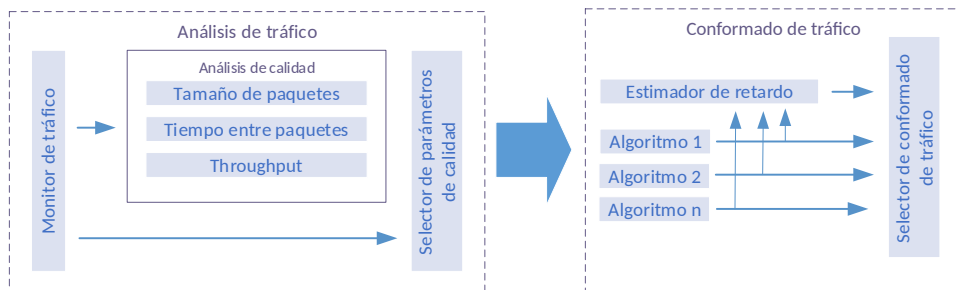 Análisis de tráfico
Monitor de tráfico
Análisis de calidad
Tamaño de paquetes
Tiempo entre paquetes
Throughput
Selector de parámetros
de calidad
Conformado de tráfico
Estimador de retardo
Algoritmo 1
Algoritmo 2
Algoritmo n
Selector de conformado
de tráfico